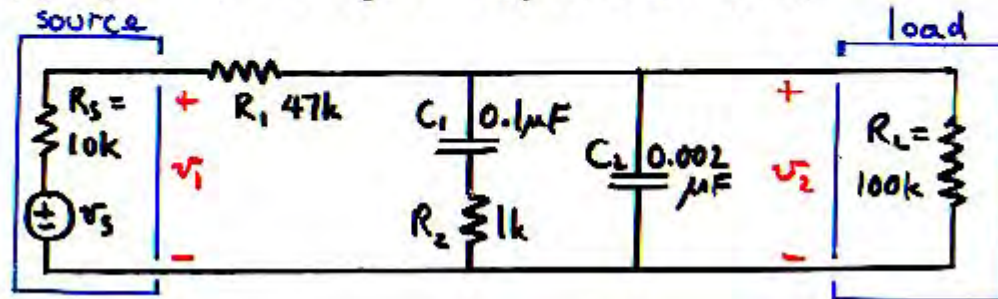 source
load
Rs =
10k
+
v1
−
vs
R1 47k
C1 0.1μF
R2 1k
C2 0.002
μF
+
v2
−
RL =
100k